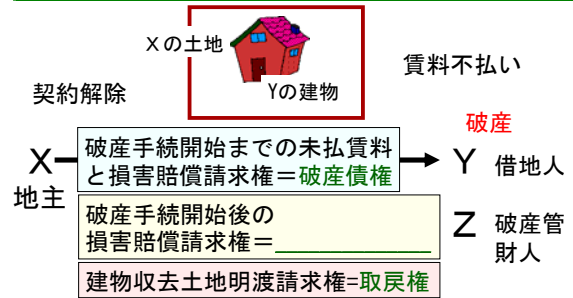 Xの土地
賃料不払い
Yの建物
契約解除
破産
X
地主
破産手続開始までの未払賃料
と損害賠償請求権=破産債権
Y 借地人
破産手続開始後の
損害賠償請求権=____________
Z 破産管
財人
建物収去土地明渡請求権=取戻権